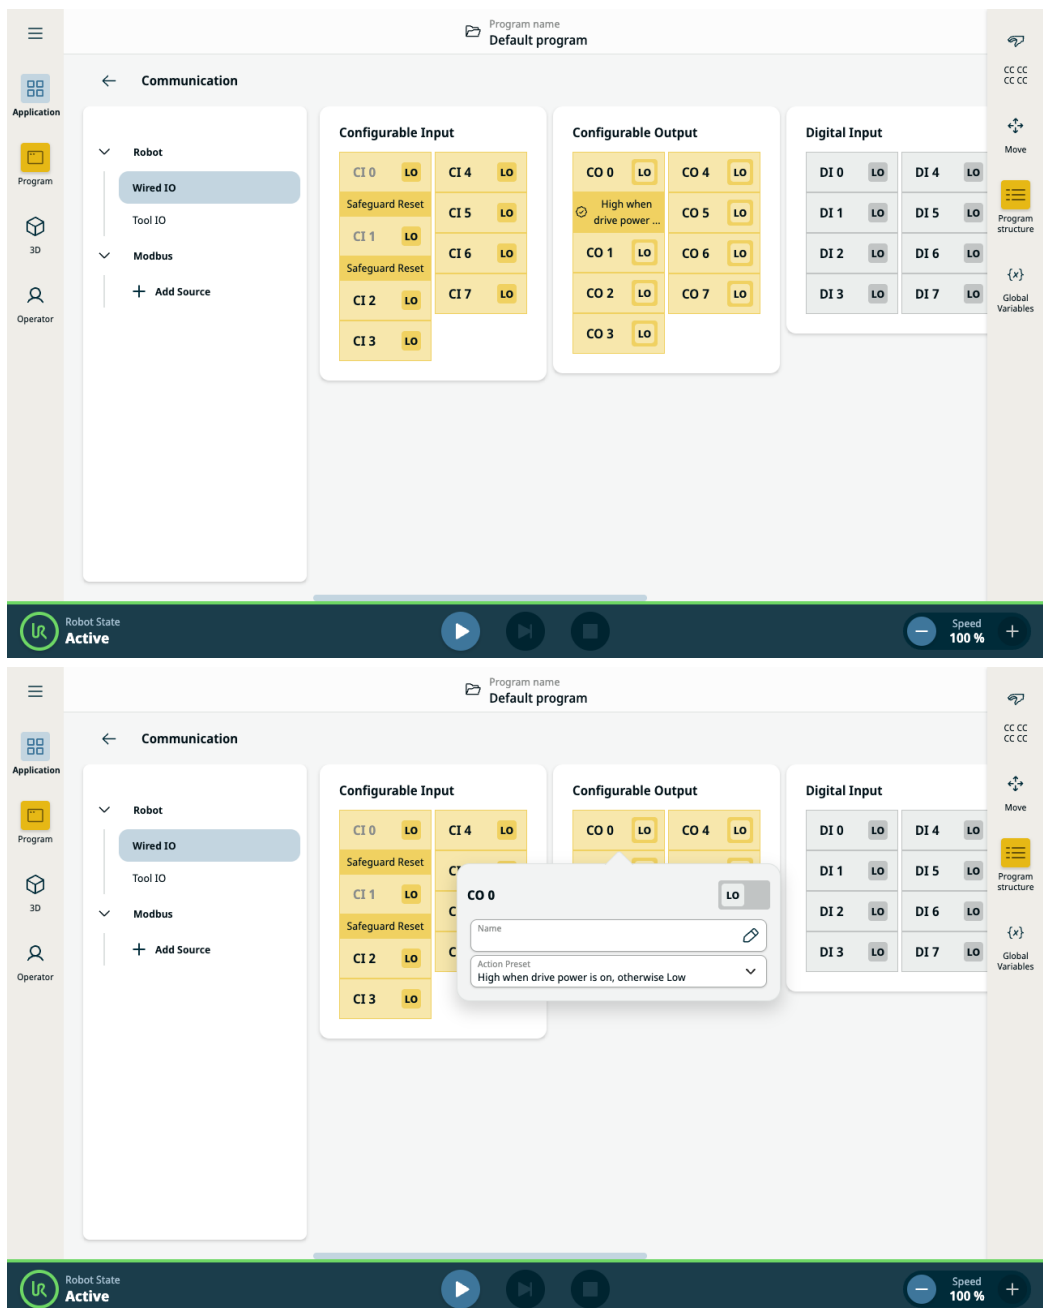 Program name
Default program
Communication
Application
Program
3D
Operator
Robot
Wired IO
Tool IO
Modbus
Add Source
Configurable Input
CI 0 LO CI 4 LO
Safeguard Reset
CI 5 LO
CI 1 LO
CI 6 LO
Safeguard Reset
CI 2 LO CI 7 LO
CI 3 LO
Configurable Output
CO 0 LO CO 4 LO
High when
drive power ...
CO 5 LO
CO 1 LO CO 6 LO
CO 2 LO CO 7 LO
CO 3 LO
Digital Input
DI 0 LO DI 4 LO
DI 1 LO DI 5 LO
DI 2 LO DI 6 LO
DI 3 LO DI 7 LO
CC CC
CC CC
Move
Program
structure
{x}
Global
Variables
UR
Robot State
Active
Speed
100 %
Program name
Default program
Communication
Application
Program
3D
Operator
Robot
Wired IO
Tool IO
Modbus
Add Source
Configurable Input
CI 0 LO CI 4 LO
Safeguard Reset
CI 1 LO
Safeguard Reset
CI 2 LO
CI 3 LO
Configurable Output
CO 0 LO CO 4 LO
CO 0 LO
Name
Action Preset
High when drive power is on, otherwise Low
Digital Input
DI 0 LO DI 4 LO
DI 1 LO DI 5 LO
DI 2 LO DI 6 LO
DI 3 LO DI 7 LO
CC CC
CC CC
Move
Program
structure
{x}
Global
Variables
UR
Robot State
Active
Speed
100 %